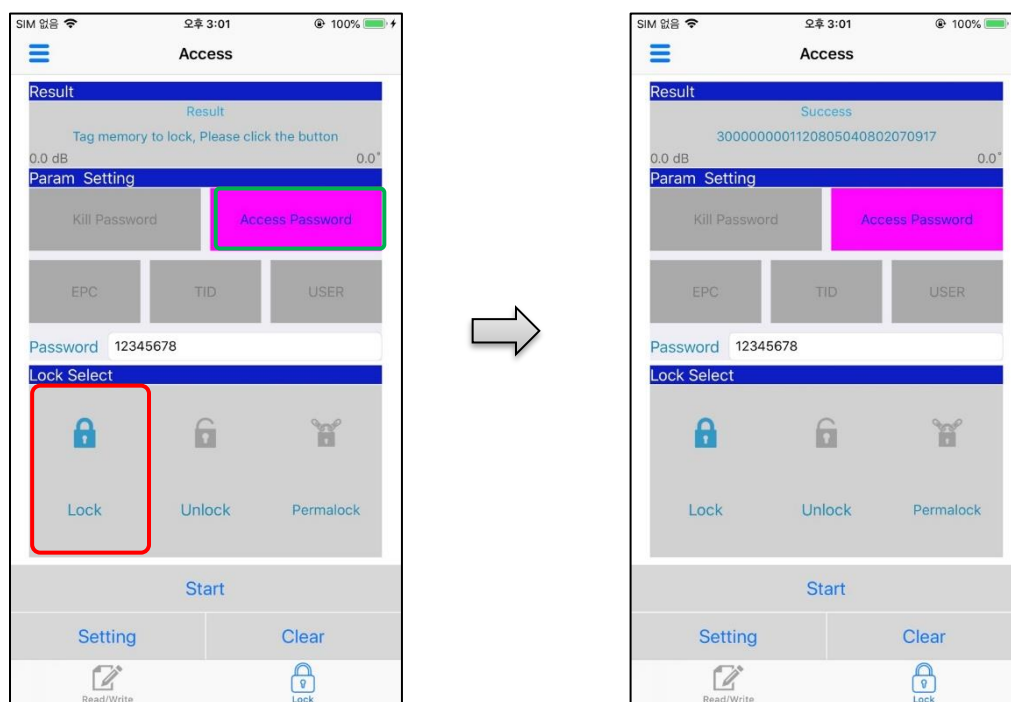 SIM 없음 오후 3:01 100%
Access
Result
Result
Tag memory to lock, Please click the button
0.0 dB 0.0°
Param Setting
Kill Password Access Password
EPC TID USER
Password 12345678
Lock Select
Lock Unlock Permalock
Start
Setting Clear
Read/Write Lock
SIM 없음 오후 3:01 100%
Access
Result
Success
300000000112080504080207​0917
0.0 dB 0.0°
Param Setting
Kill Password Access Password
EPC TID USER
Password 12345678
Lock Select
Lock Unlock Permalock
Start
Setting Clear
Read/Write Lock